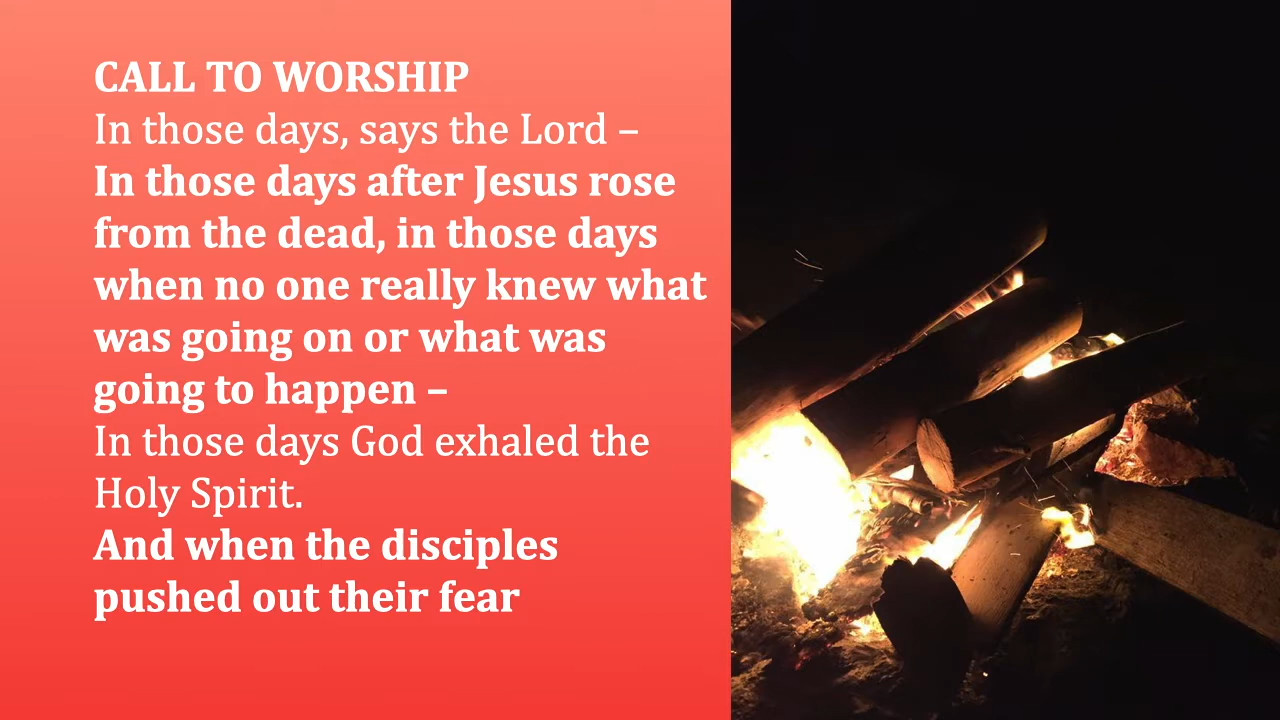 CALL TO WORSHIP
In those days, says the Lord –
In those days after Jesus rose
from the dead, in those days
when no one really knew what
was going on or what was
going to happen –
In those days God exhaled the
Holy Spirit.
And when the disciples
pushed out their fear